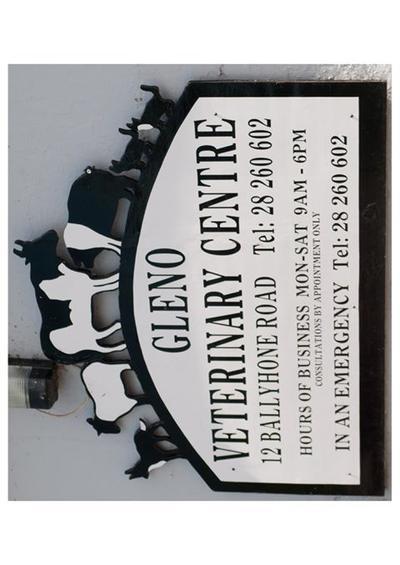 GLENO
VETERINARY CENTRE
12 BALLYHONE ROAD Tel: 28 260 602
HOURS OF BUSINESS MON-SAT 9AM - 6PM
CONSULTATIONS BY APPOINTMENT ONLY
IN AN EMERGENCY Tel: 28 260 602